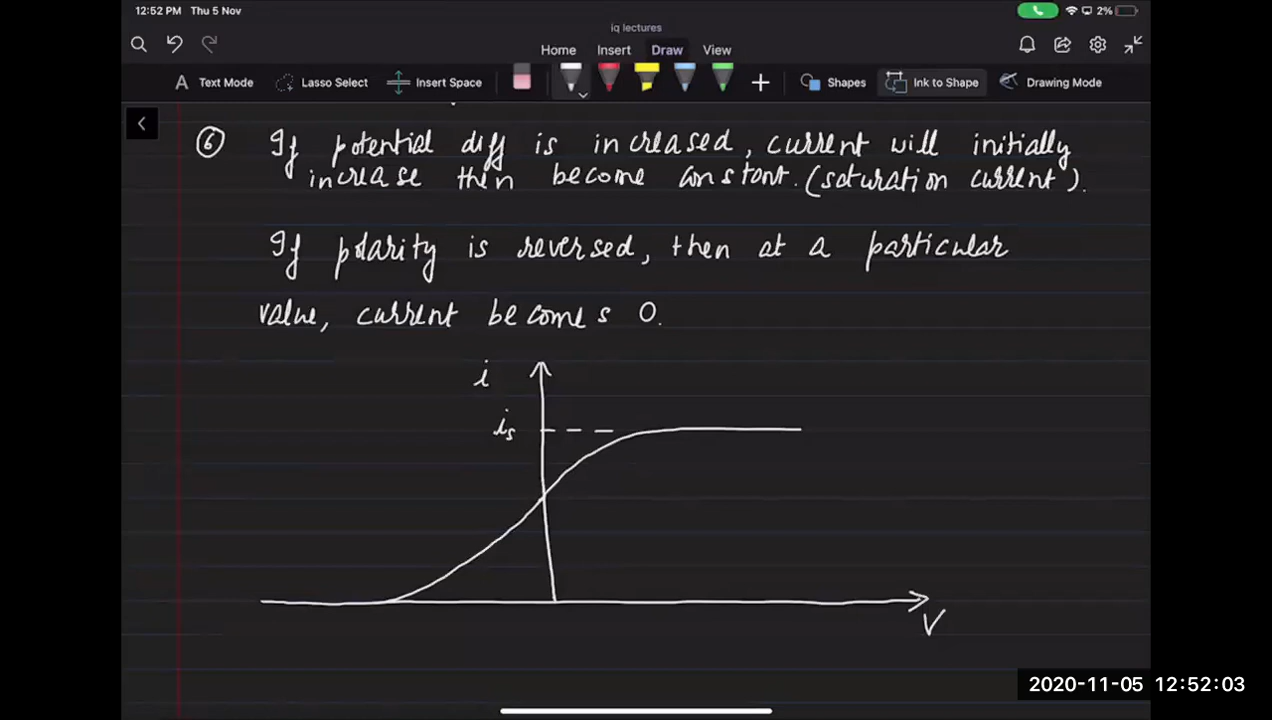 12:52 PM Thu 5 Nov
2%
iq lectures
Home Insert Draw View
Text Mode Lasso Select Insert Space Shapes Ink to Shape Drawing Mode
6 If potential diff is increased, current will initially
increase then become constant. (saturation current).
If polarity is reversed, then at a particular
value, current becomes 0.
i
is
V
2020-11-05 12:52:03